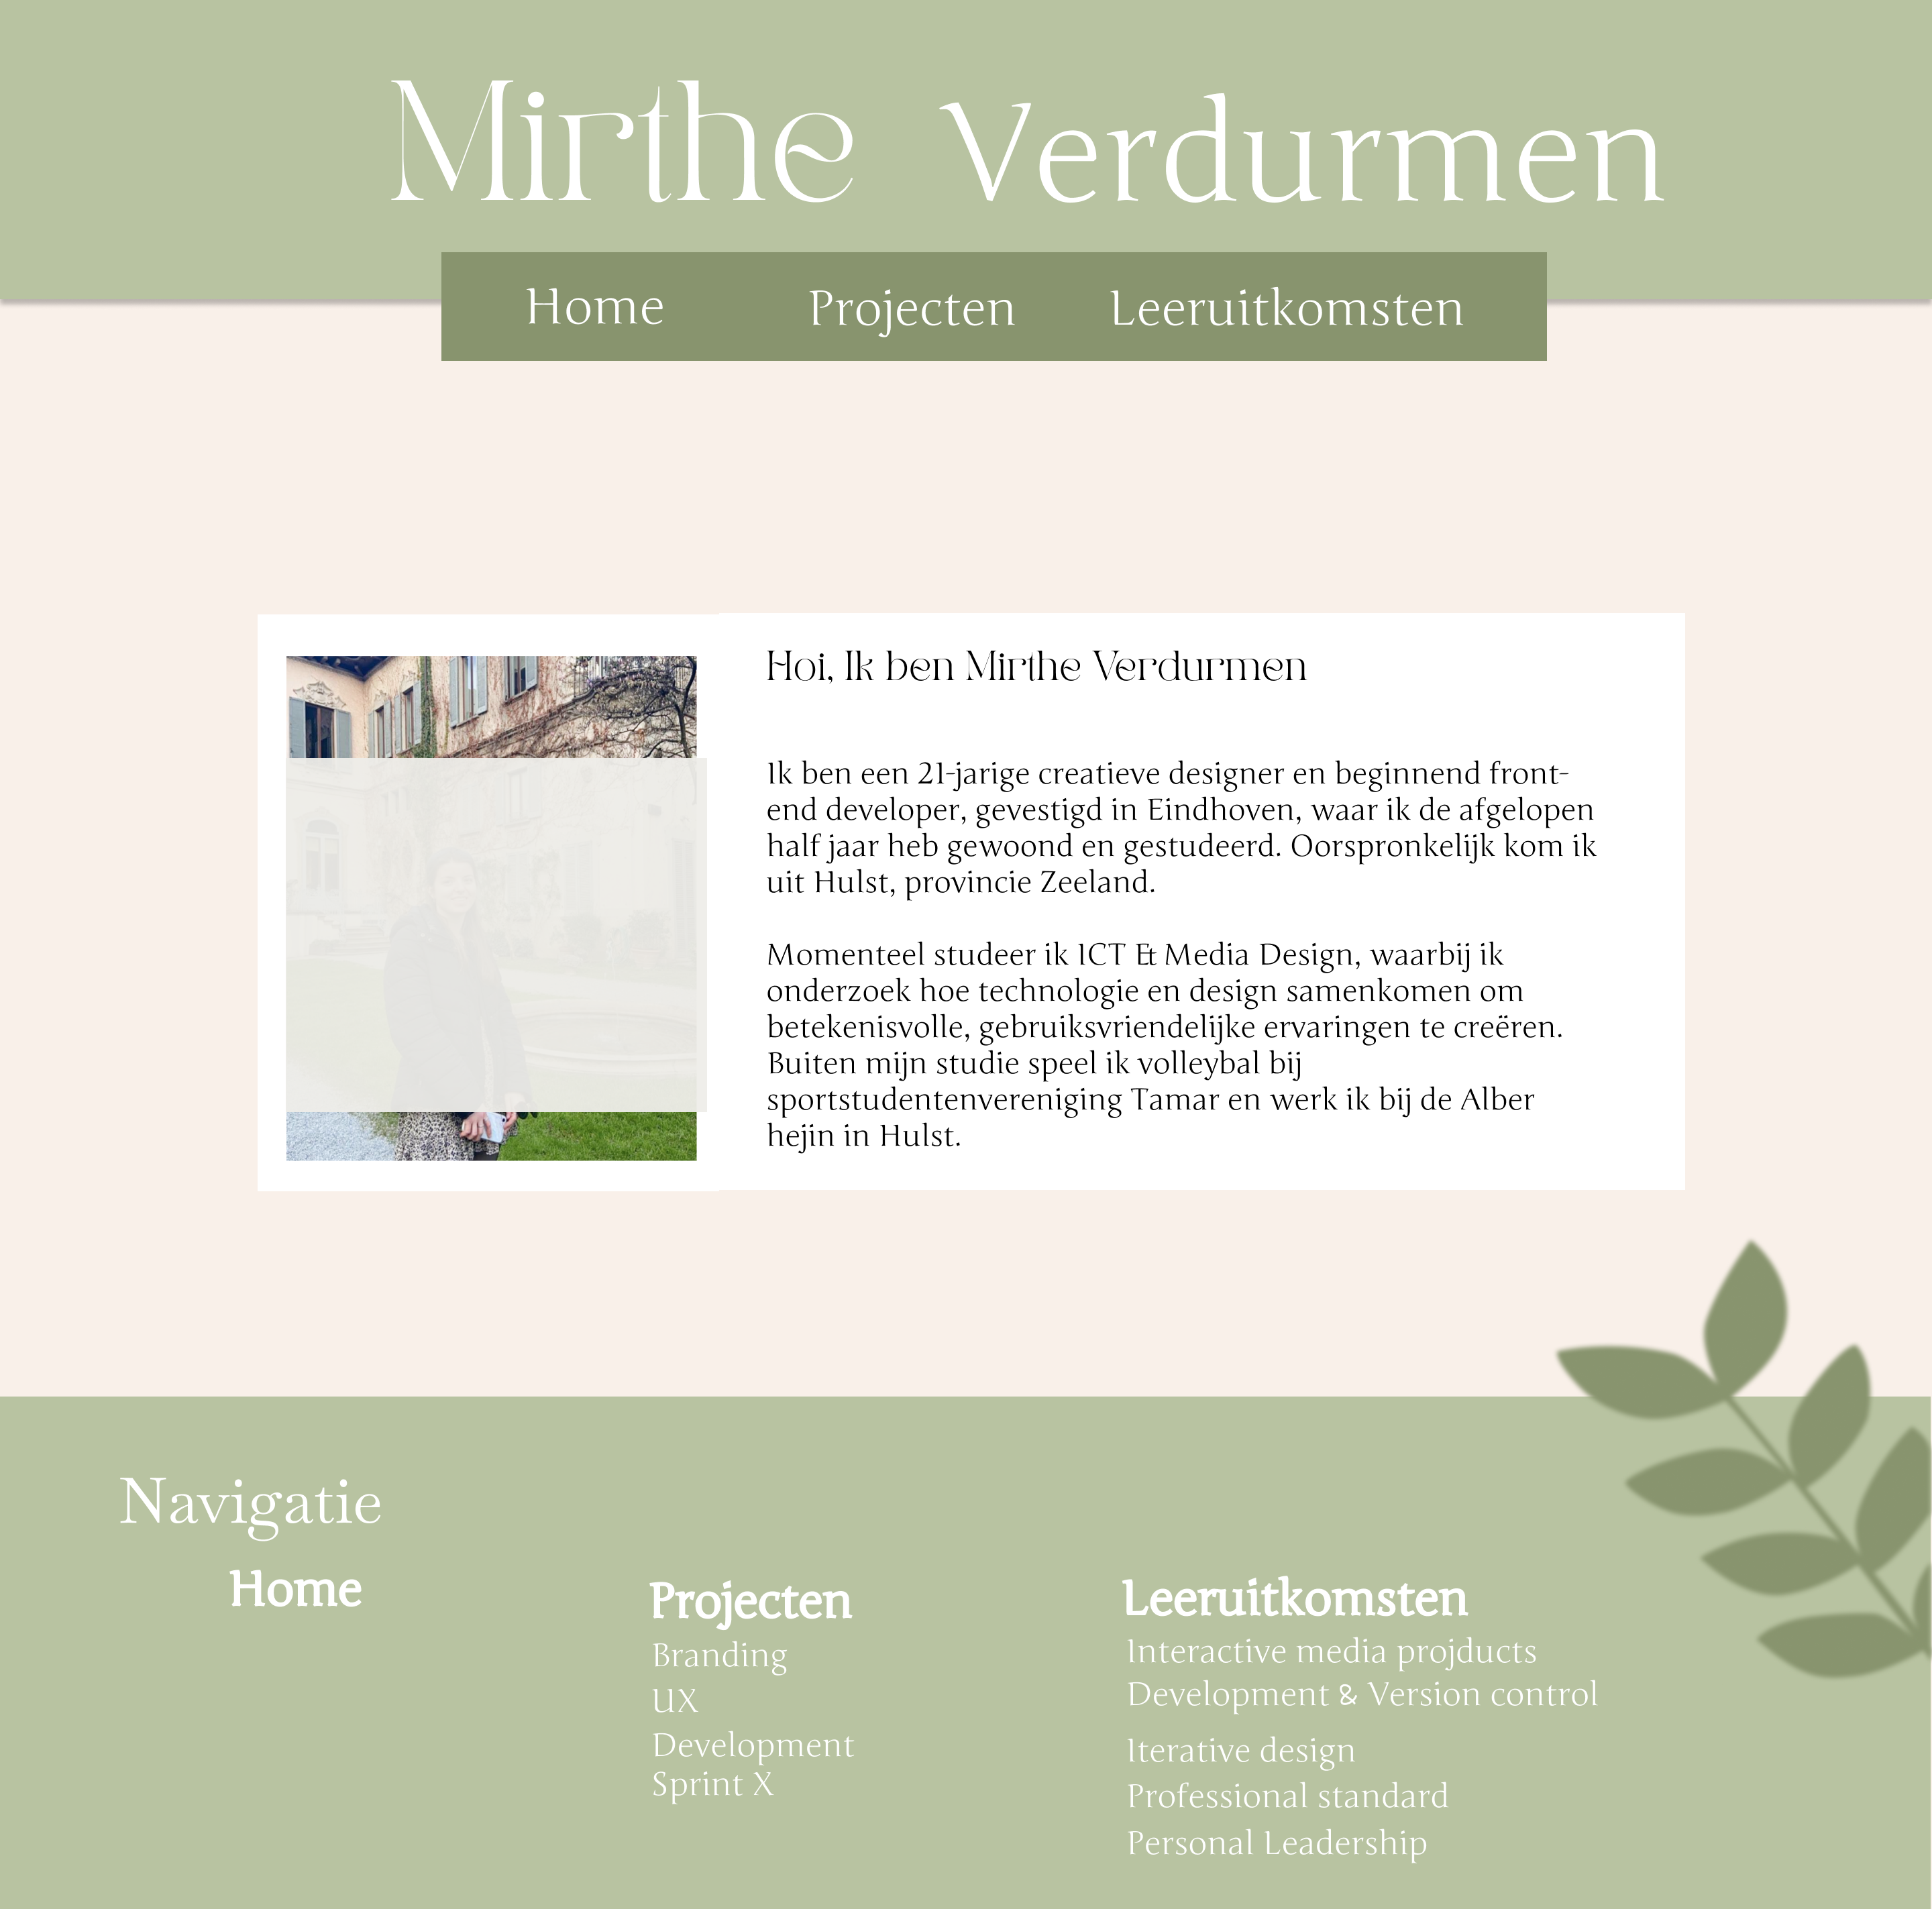 Mirthe Verdurmen
Home Projecten Leeruitkomsten
Hoi, Ik ben Mirthe Verdurmen
Ik ben een 21-jarige creatieve designer en beginnend front-
end developer, gevestigd in Eindhoven, waar ik de afgelopen
half jaar heb gewoond en gestudeerd. Oorspronkelijk kom ik
uit Hulst, provincie Zeeland.
Momenteel studeer ik ICT & Media Design, waarbij ik
onderzoek hoe technologie en design samenkomen om
betekenisvolle, gebruiksvriendelijke ervaringen te creëren.
Buiten mijn studie speel ik volleybal bij
sportstudentenvereniging Tamar en werk ik bij de Alber
hejin in Hulst.
Navigatie
Home
Projecten
Branding
UX
Development
Sprint X
Leeruitkomsten
Interactive media projducts
Development & Version control
Iterative design
Professional standard
Personal Leadership